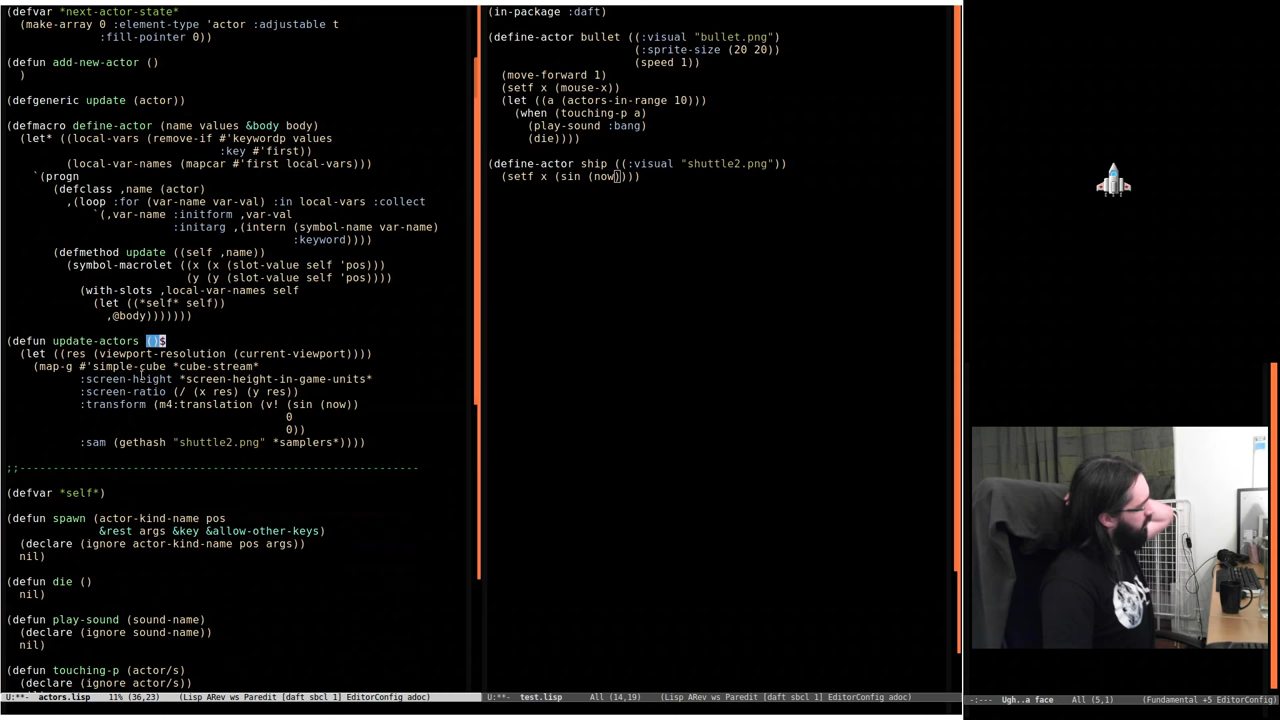 (defvar *next-actor-state*
  (make-array 0 :element-type 'actor :adjustable t
              :fill-pointer 0))

(defun add-new-actor ()
  )

(defgeneric update (actor))

(defmacro define-actor (name values &body body)
  (let* ((local-vars (remove-if #'keywordp values
                                :key #'first))
         (local-var-names (mapcar #'first local-vars)))
    `(progn
       (defclass ,name (actor)
         ,(loop :for (var-name var-val) :in local-vars :collect
             `(,var-name :initform ,var-val
                         :initarg ,(intern (symbol-name var-name)
                                           :keyword))))
       (defmethod update ((self ,name))
         (symbol-macrolet ((x (x (slot-value self 'pos)))
                           (y (y (slot-value self 'pos))))
           (with-slots ,local-var-names self
             (let ((*self* self))
               ,@body)))))))

(defun update-actors ()$
  (let ((res (viewport-resolution (current-viewport))))
    (map-g #'simple-cube *cube-stream*
           :screen-height *screen-height-in-game-units*
           :screen-ratio (/ (x res) (y res))
           :transform (m4:translation (v! (sin (now))
                                          0
                                          0))
           :sam (gethash "shuttle2.png" *samplers*))))

;;------------------------------------------------------------

(defvar *self*)

(defun spawn (actor-kind-name pos
              &rest args &key &allow-other-keys)
  (declare (ignore actor-kind-name pos args))
  nil)

(defun die ()
  nil)

(defun play-sound (sound-name)
  (declare (ignore sound-name))
  nil)

(defun touching-p (actor/s)
  (declare (ignore actor/s))
U:**-  actors.lisp    11% (36,23)    (Lisp ARev ws Paredit [daft sbcl 1] EditorConfig adoc)
(in-package :daft)

(define-actor bullet ((:visual "bullet.png")
                      (:sprite-size (20 20))
                      (speed 1))
  (move-forward 1)
  (setf x (mouse-x))
  (let ((a (actors-in-range 10)))
    (when (touching-p a)
      (play-sound :bang)
      (die))))

(define-actor ship ((:visual "shuttle2.png"))
  (setf x (sin (now))))
U:**-  test.lisp      All (14,19)    (Lisp ARev ws Paredit [daft sbcl 1] EditorConfig adoc)
-:---  Ugh..a face    All (5,1)      (Fundamental +5 EditorConfig)